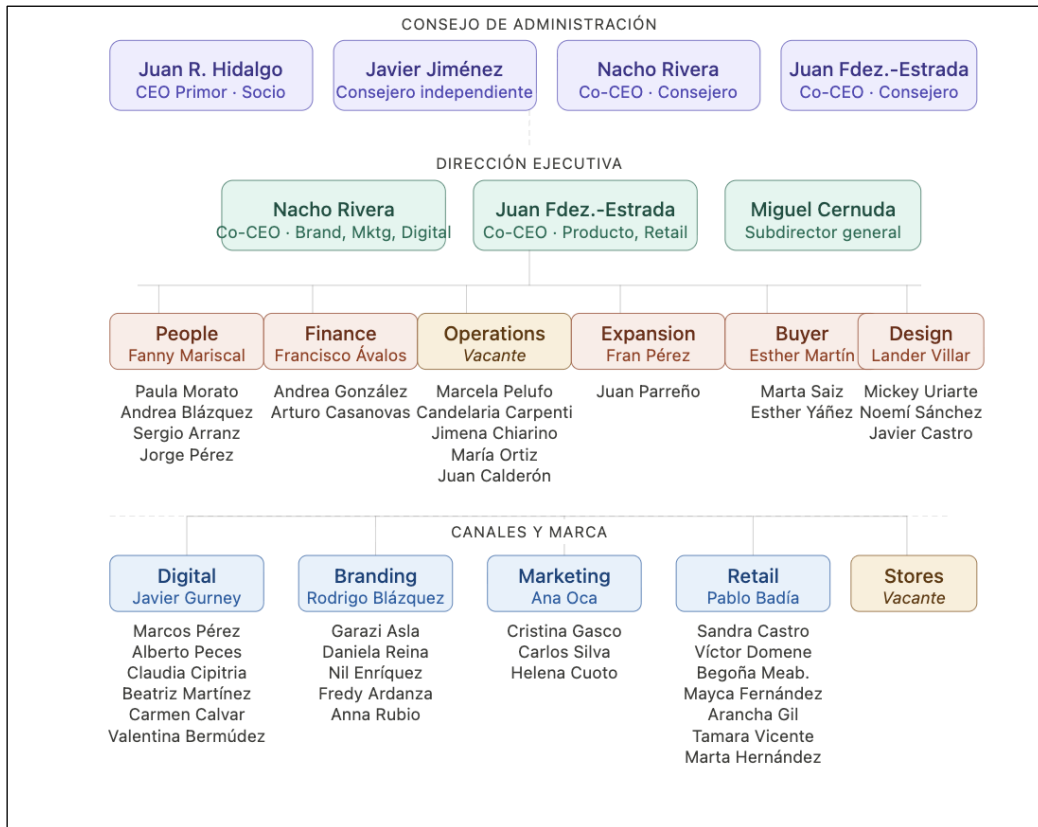 CONSEJO DE ADMINISTRACIÓN
Juan R. Hidalgo
CEO Primor · Socio
Javier Jiménez
Consejero independiente
Nacho Rivera
Co-CEO · Consejero
Juan Fdez.-Estrada
Co-CEO · Consejero
DIRECCIÓN EJECUTIVA
Nacho Rivera
Co-CEO · Brand, Mktg, Digital
Juan Fdez.-Estrada
Co-CEO · Producto, Retail
Miguel Cernuda
Subdirector general
People
Fanny Mariscal
Paula Morato
Andrea Blázquez
Sergio Arranz
Jorge Pérez
Finance
Francisco Ávalos
Andrea González
Arturo Casanovas
Operations
Vacante
Marcela Pelufo
Candelaria Carpenti
Jimena Chiarino
María Ortiz
Juan Calderón
Expansion
Fran Pérez
Juan Parreño
Buyer
Esther Martín
Marta Saiz
Esther Yáñez
Design
Lander Villar
Mickey Uriarte
Noemí Sánchez
Javier Castro
CANALES Y MARCA
Digital
Javier Gurney
Marcos Pérez
Alberto Peces
Claudia Cipitria
Beatriz Martínez
Carmen Calvar
Valentina Bermúdez
Branding
Rodrigo Blázquez
Garazi Asla
Daniela Reina
Nil Enríquez
Fredy Ardanza
Anna Rubio
Marketing
Ana Oca
Cristina Gasco
Carlos Silva
Helena Cuoto
Retail
Pablo Badía
Sandra Castro
Víctor Domene
Begoña Meab.
Mayca Fernández
Arancha Gil
Tamara Vicente
Marta Hernández
Stores
Vacante